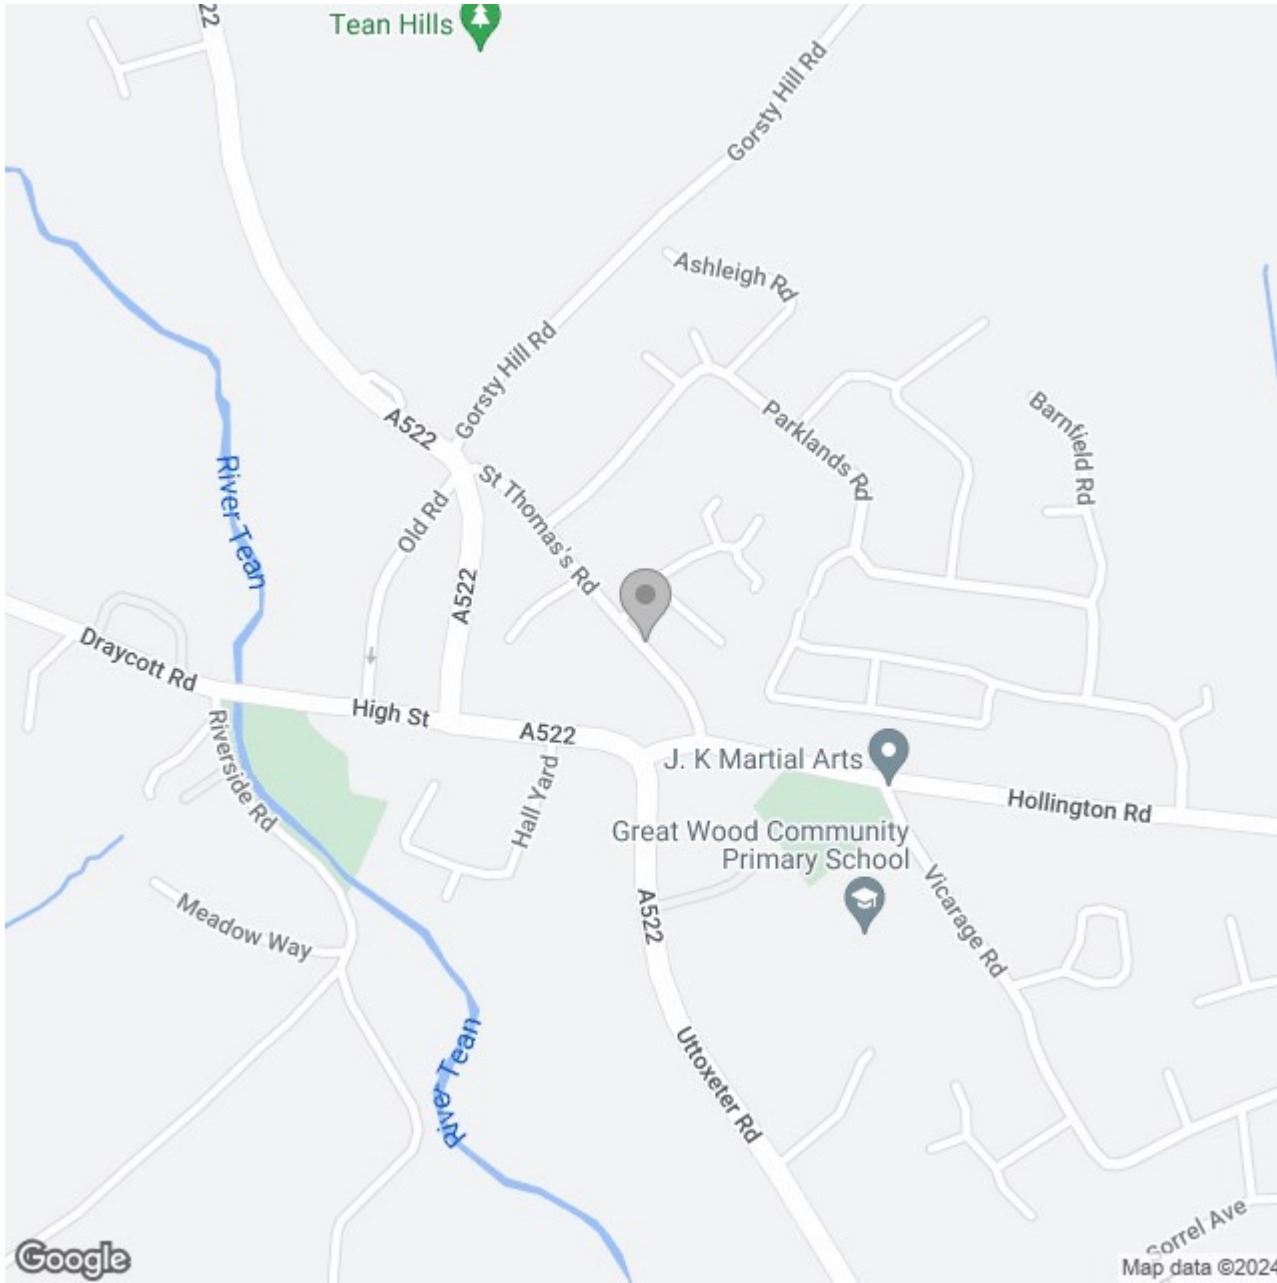 22
Tean Hills
Gorsty Hill Rd
Ashleigh Rd
Gorsty Hill Rd
A522
Parklands Rd
Barnfield Rd
River Tean
Old Rd
St Thomas's Rd
A522
Draycott Rd
High St
A522
Riverside Rd
Hall Yard
J. K Martial Arts
Hollington Rd
Great Wood Community
Primary School
A522
Vicarage Rd
Meadow Way
River Tean
Uttoxeter Rd
Sorrel Ave
Google
Map data ©2024